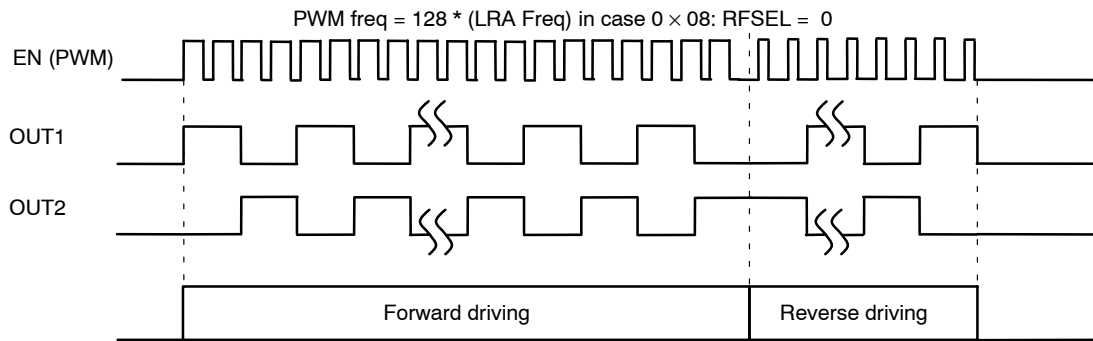 PWM freq = 128 * (LRA Freq) in case 0 × 08: RFSEL = 0
EN (PWM)
OUT1
OUT2
Forward driving
Reverse driving